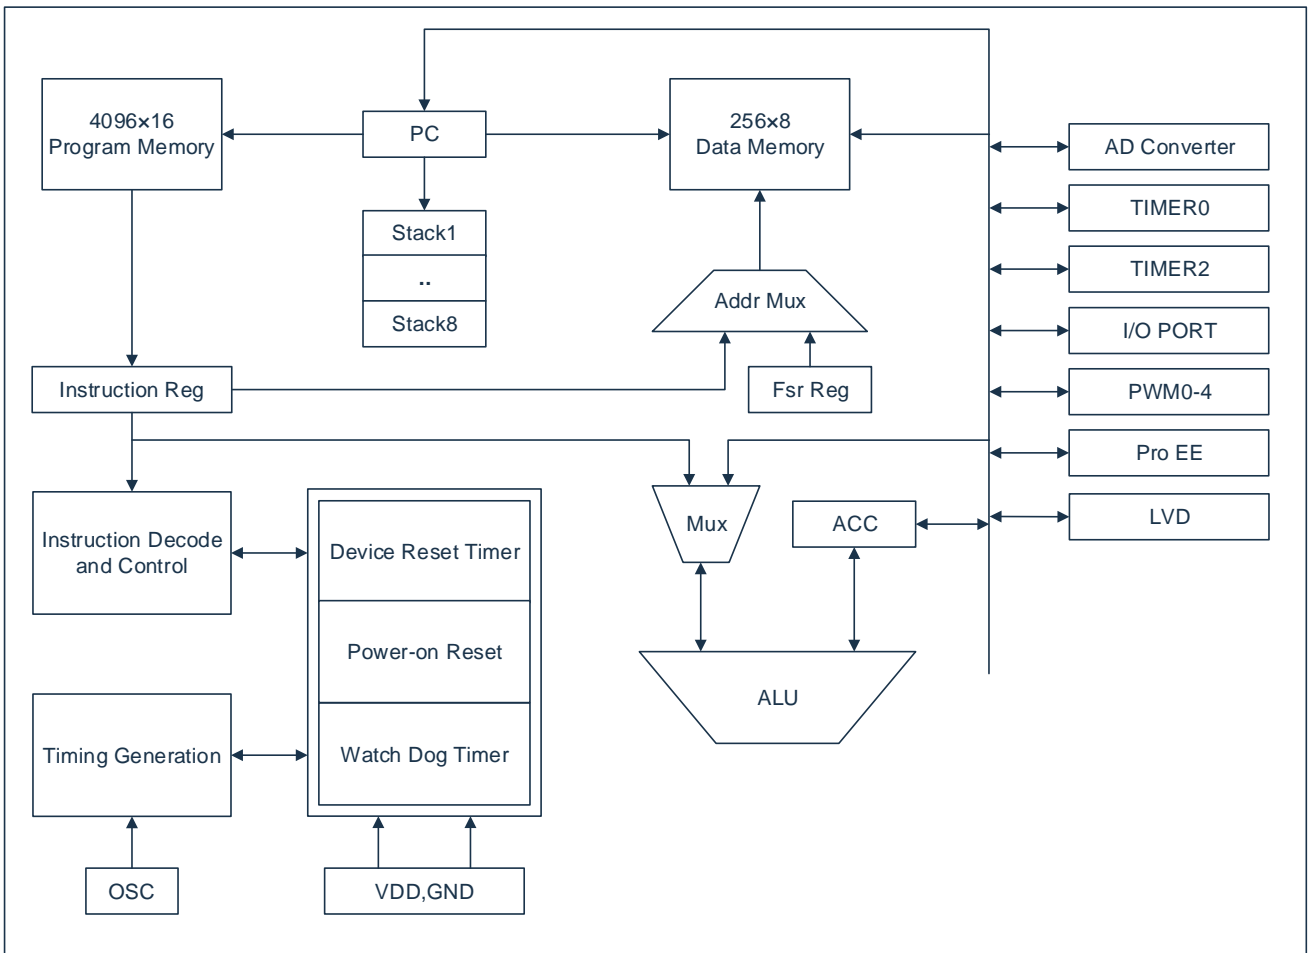 4096×16
Program Memory
PC
256×8
Data Memory
AD Converter
TIMER0
TIMER2
I/O PORT
PWM0-4
Pro EE
LVD
Stack1
..
Stack8
Addr Mux
Instruction Reg
Fsr Reg
Mux
ACC
Instruction Decode
and Control
Device Reset Timer
Power-on Reset
Watch Dog Timer
ALU
Timing Generation
OSC
VDD,GND